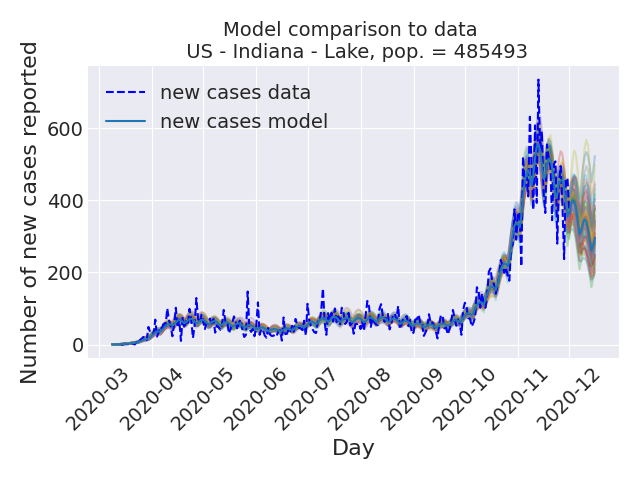 Model comparison to data
US - Indiana - Lake, pop. = 485493
new cases data
new cases model
Number of new cases reported
600
400
200
0
2020-03
2020-04
2020-05
2020-06
2020-07
2020-08
2020-09
2020-10
2020-11
2020-12
Day